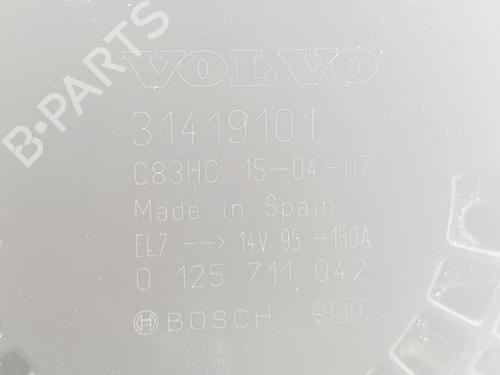 B-PARTS
VOLVO
31419101
C83HC 15-04-07
Made in Spain
EL7 --> 14V 95 -150A
0 125 711 042
BOSCH -900